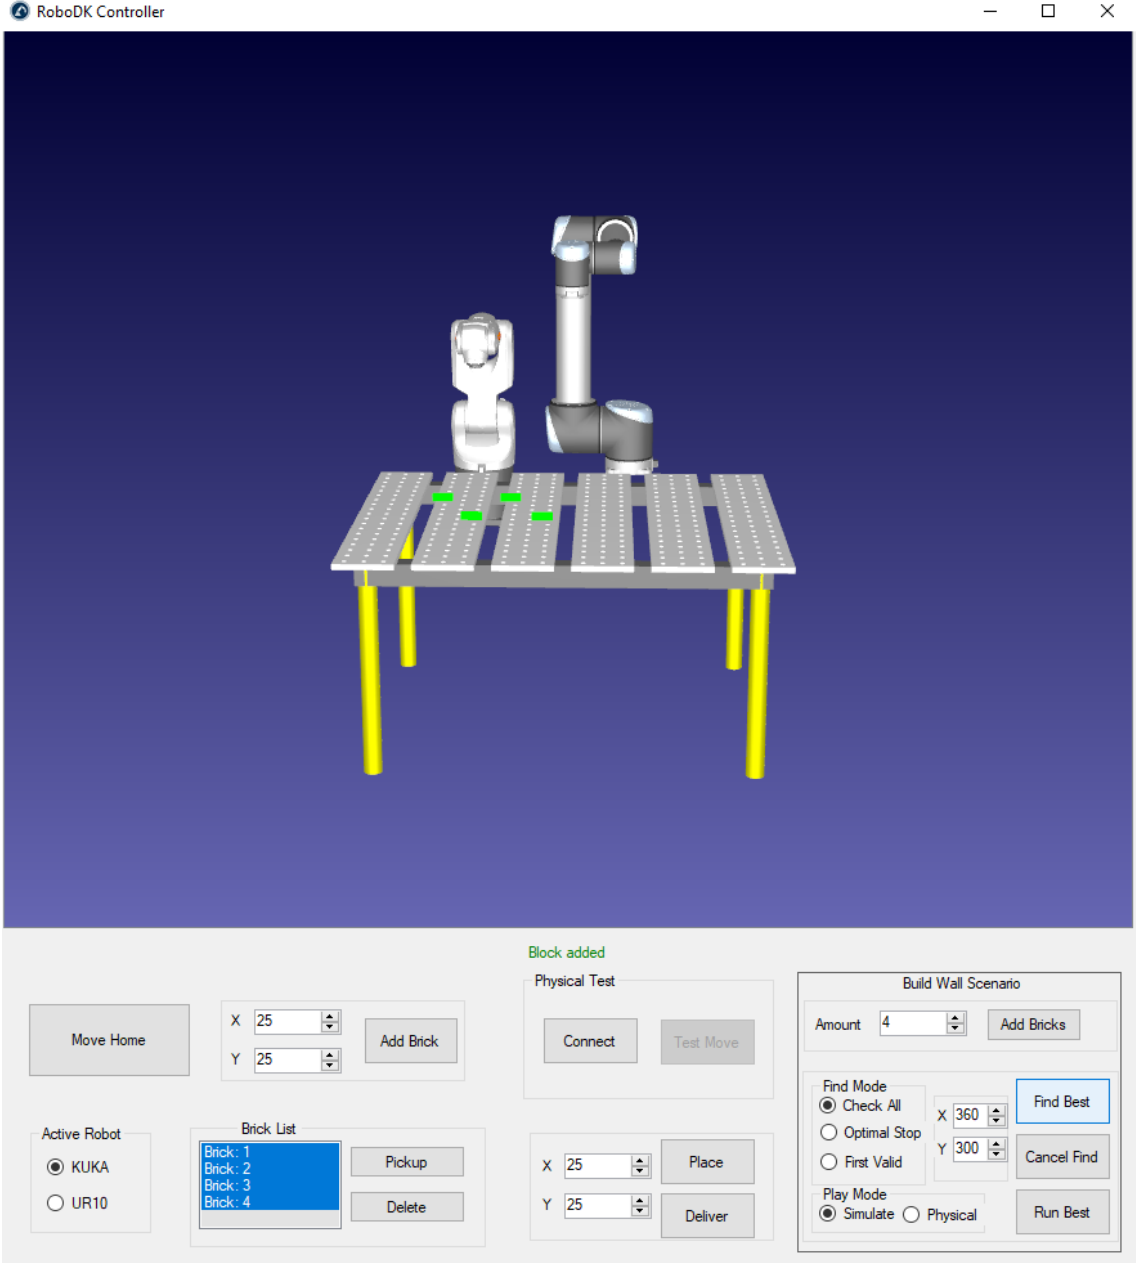 RoboDK Controller
Block added
Move Home
X 25
Y 25
Add Brick
Physical Test
Connect
Test Move
Build Wall Scenario
Amount 4
Add Bricks
Active Robot
KUKA
UR10
Brick List
Brick: 1
Brick: 2
Brick: 3
Brick: 4
Pickup
Delete
X 25
Y 25
Place
Deliver
Find Mode
Check All
Optimal Stop
First Valid
X 360
Y 300
Find Best
Cancel Find
Play Mode
Simulate
Physical
Run Best